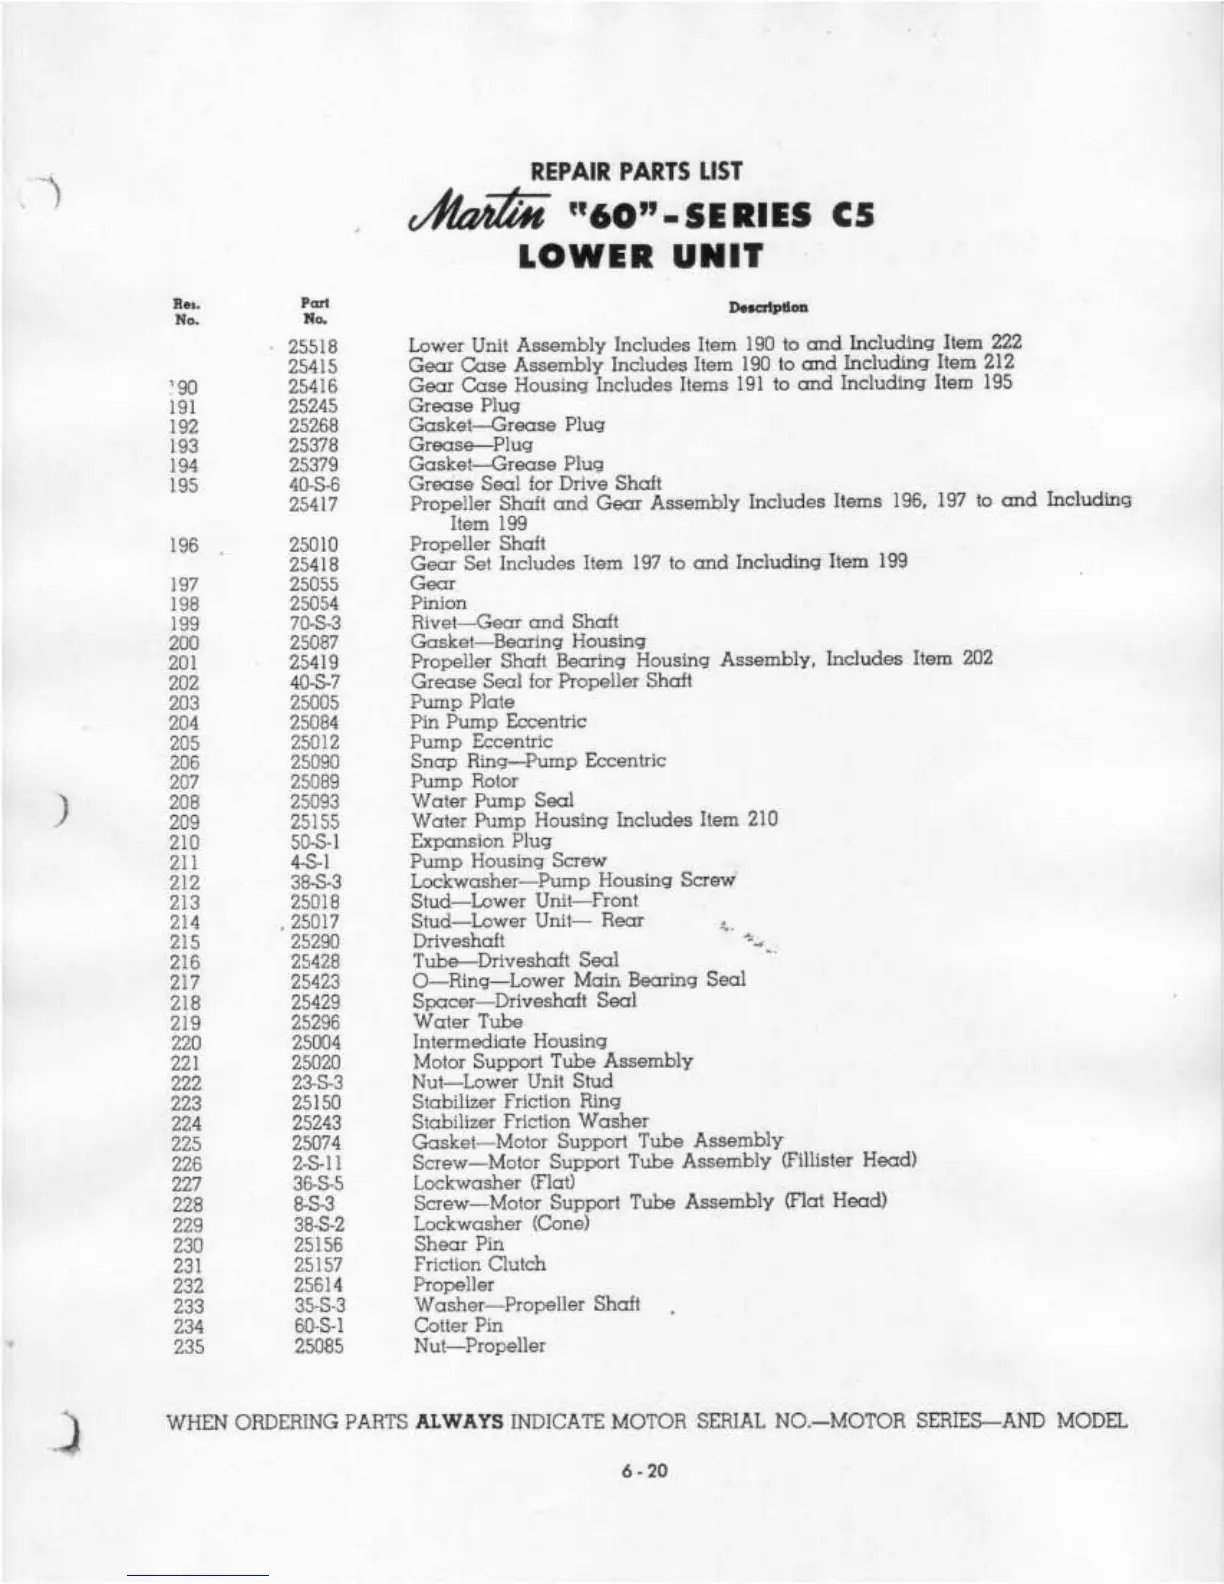 REPAIR PARTS LIST
Martin "60"-SERIES C5
LOWER UNIT
Res. No. Part No. Description
25518 Lower Unit Assembly Includes Item 190 to and Including Item 222
25415 Gear Case Assembly Includes Item 190 to and Including Item 212
190 25416 Gear Case Housing Includes Items 191 to and Including Item 195
191 25245 Grease Plug
192 25268 Gasket—Grease Plug
193 25378 Grease—Plug
194 25379 Gasket—Grease Plug
195 40-S-6 Grease Seal for Drive Shaft
25417 Propeller Shaft and Gear Assembly Includes Items 196, 197 to and Including
Item 199
196 25010 Propeller Shaft
25418 Gear Set Includes Item 197 to and Including Item 199
197 25055 Gear
198 25054 Pinion
199 70-S-3 Rivet—Gear and Shaft
200 25087 Gasket—Bearing Housing
201 25419 Propeller Shaft Bearing Housing Assembly, Includes Item 202
202 40-S-7 Grease Seal for Propeller Shaft
203 25005 Pump Plate
204 25084 Pin Pump Eccentric
205 25012 Pump Eccentric
206 25090 Snap Ring—Pump Eccentric
207 25089 Pump Rotor
208 25093 Water Pump Seal
209 25155 Water Pump Housing Includes Item 210
210 50-S-1 Expansion Plug
211 4-S-1 Pump Housing Screw
212 38-S-3 Lockwasher—Pump Housing Screw
213 25018 Stud—Lower Unit—Front
214 25017 Stud—Lower Unit— Rear
215 25290 Driveshaft
216 25428 Tube—Driveshaft Seal
217 25423 O—Ring—Lower Main Bearing Seal
218 25429 Spacer—Driveshaft Seal
219 25296 Water Tube
220 25004 Intermediate Housing
221 25020 Motor Support Tube Assembly
222 23-S-3 Nut—Lower Unit Stud
223 25150 Stabilizer Friction Ring
224 25243 Stabilizer Friction Washer
225 25074 Gasket—Motor Support Tube Assembly
226 2-S-11 Screw—Motor Support Tube Assembly (Fillister Head)
227 36-S-5 Lockwasher (Flat)
228 8-S-3 Screw—Motor Support Tube Assembly (Flat Head)
229 38-S-2 Lockwasher (Cone)
230 25156 Shear Pin
231 25157 Friction Clutch
232 25614 Propeller
233 35-S-3 Washer—Propeller Shaft
234 60-S-1 Cotter Pin
235 25085 Nut—Propeller
WHEN ORDERING PARTS ALWAYS INDICATE MOTOR SERIAL NO.—MOTOR SERIES—AND MODEL
6 - 20